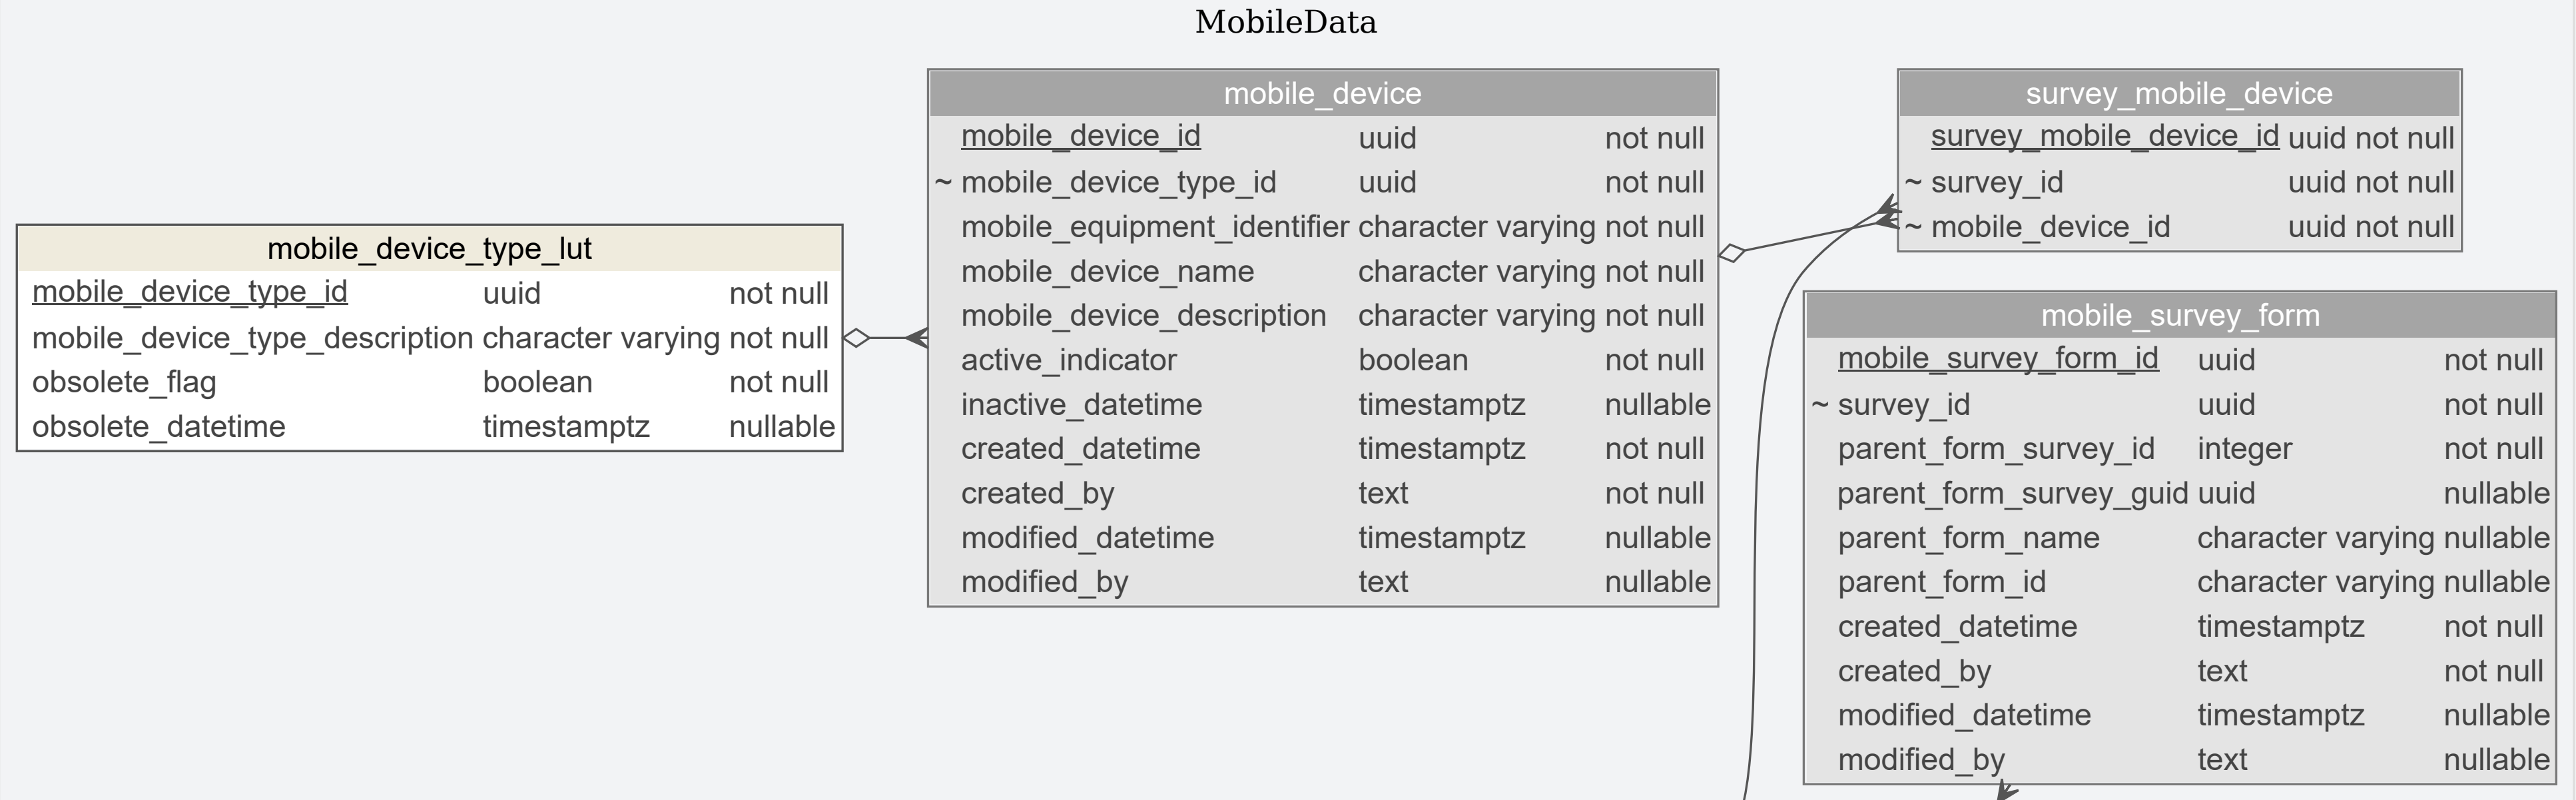 MobileData
mobile_device_type_lut
mobile_device_type_id uuid not null
mobile_device_type_description character varying not null
obsolete_flag boolean not null
obsolete_datetime timestamptz nullable
mobile_device
mobile_device_id uuid not null
~ mobile_device_type_id uuid not null
mobile_equipment_identifier character varying not null
mobile_device_name character varying not null
mobile_device_description character varying not null
active_indicator boolean not null
inactive_datetime timestamptz nullable
created_datetime timestamptz not null
created_by text not null
modified_datetime timestamptz nullable
modified_by text nullable
survey_mobile_device
survey_mobile_device_id uuid not null
~ survey_id uuid not null
~ mobile_device_id uuid not null
mobile_survey_form
mobile_survey_form_id uuid not null
~ survey_id uuid not null
parent_form_survey_id integer not null
parent_form_survey_guid uuid nullable
parent_form_name character varying nullable
parent_form_id character varying nullable
created_datetime timestamptz not null
created_by text not null
modified_datetime timestamptz nullable
modified_by text nullable